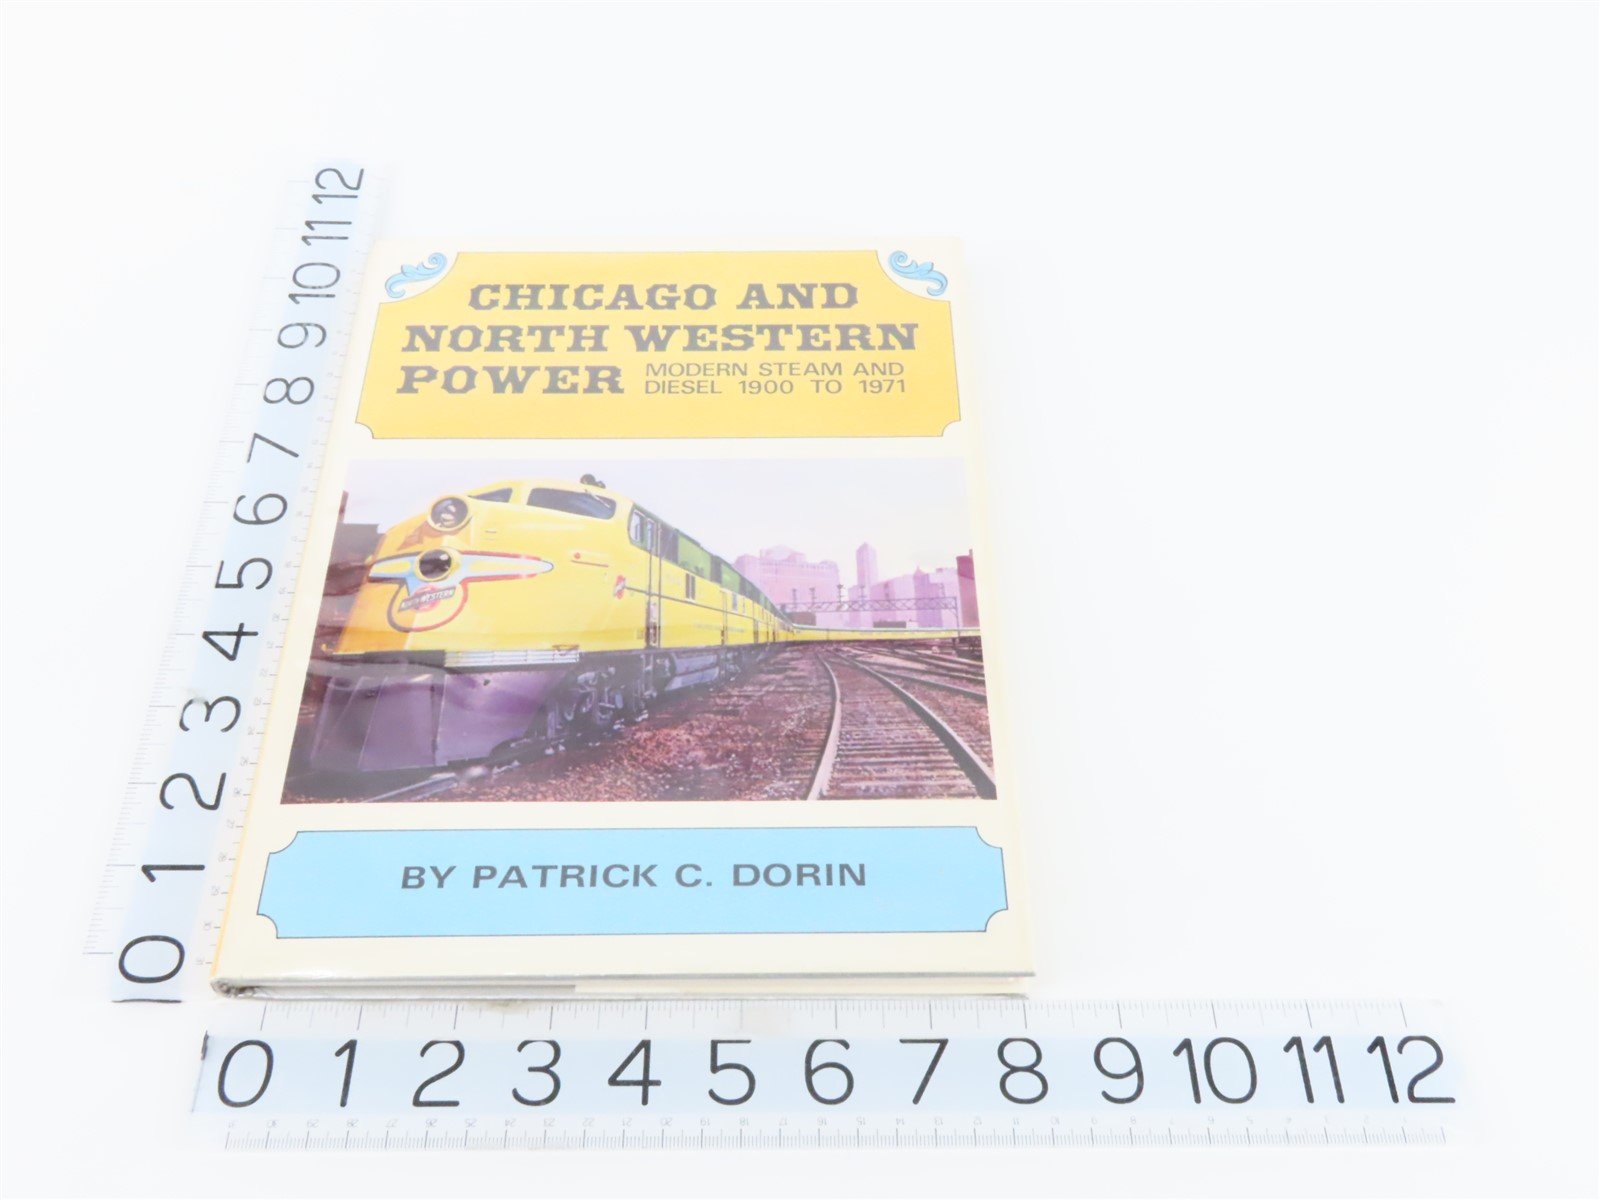 CHICAGO AND
NORTH WESTERN
POWER MODERN STEAM AND
DIESEL 1900 TO 1971
NORTH WESTERN
BY PATRICK C. DORIN
12
11
10
9
8
7
6
5
4
3
2
1
0
0 1 2 3 4 5 6 7 8 9 10 11 12